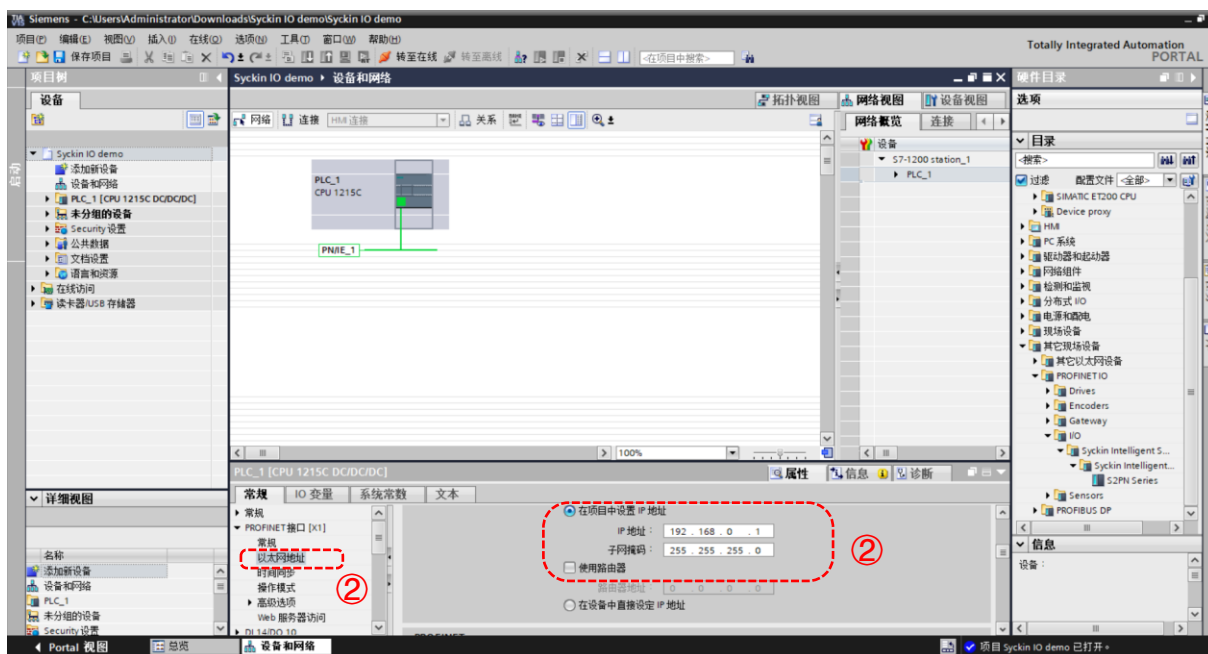 Siemens - C:\Users\Administrator\Downloads\Syckin IO demo\Syckin IO demo
项目(P) 编辑(E) 视图(V) 插入(I) 在线(O) 选项(N) 工具(T) 窗口(W) 帮助(H)
Totally Integrated Automation
PORTAL
保存项目 转至在线 转至离线 <在项目中搜索>
项目树
设备
Syckin IO demo
添加新设备
设备和网络
PLC_1 [CPU 1215C DC/DC/DC]
未分组的设备
Security 设置
公共数据
文档设置
语言和资源
在线访问
读卡器/USB 存储器
启动
详细视图
名称
添加新设备
设备和网络
PLC_1
未分组的设备
Security 设置
Syckin IO demo ▸ 设备和网络
拓扑视图 网络视图 设备视图
网络 连接 HMI 连接 关系
网络概览 连接
设备
S7-1200 station_1
PLC_1
PLC_1
CPU 1215C
PN/IE_1
100%
PLC_1 [CPU 1215C DC/DC/DC]
属性 信息 诊断
常规 IO 变量 系统常数 文本
常规
PROFINET接口 [X1]
常规
以太网地址
时间同步
操作模式
高级选项
Web 服务器访问
DI 14/DQ 10
②
在项目中设置 IP 地址
IP 地址: 192 . 168 . 0 . 1
子网掩码: 255 . 255 . 255 . 0
使用路由器
路由器地址: 0 . 0 . 0 . 0
在设备中直接设定 IP 地址
PROFINET
②
硬件目录
选项
目录
<搜索>
过滤 配置文件 <全部>
SIMATIC ET200 CPU
Device proxy
HMI
PC 系统
驱动器和起动器
网络组件
检测和监视
分布式 I/O
电源和配电
现场设备
其它现场设备
其它以太网设备
PROFINET IO
Drives
Encoders
Gateway
I/O
Syckin Intelligent S...
Syckin Intelligent...
S2PN Series
Sensors
PROFIBUS DP
信息
设备:
Portal 视图 总览 设备和网络
项目 Syckin IO demo 已打开。